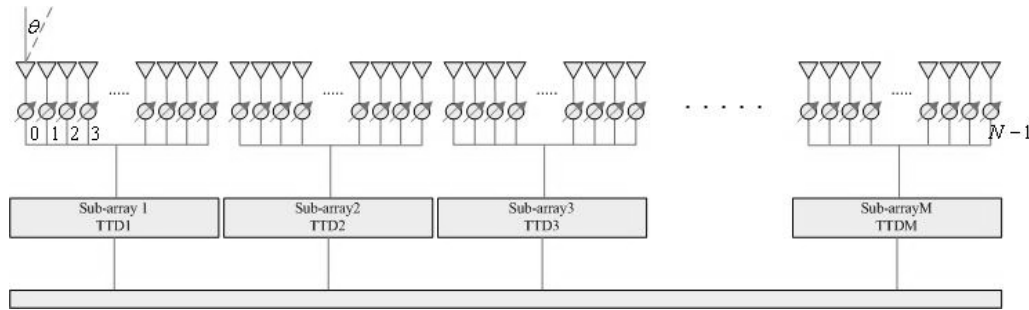 θ
..... ..... ..... . . . . . .....
0 1 2 3 N-1
Sub-array 1
TTD1
Sub-array2
TTD2
Sub-array3
TTD3
Sub-arrayM
TTDM